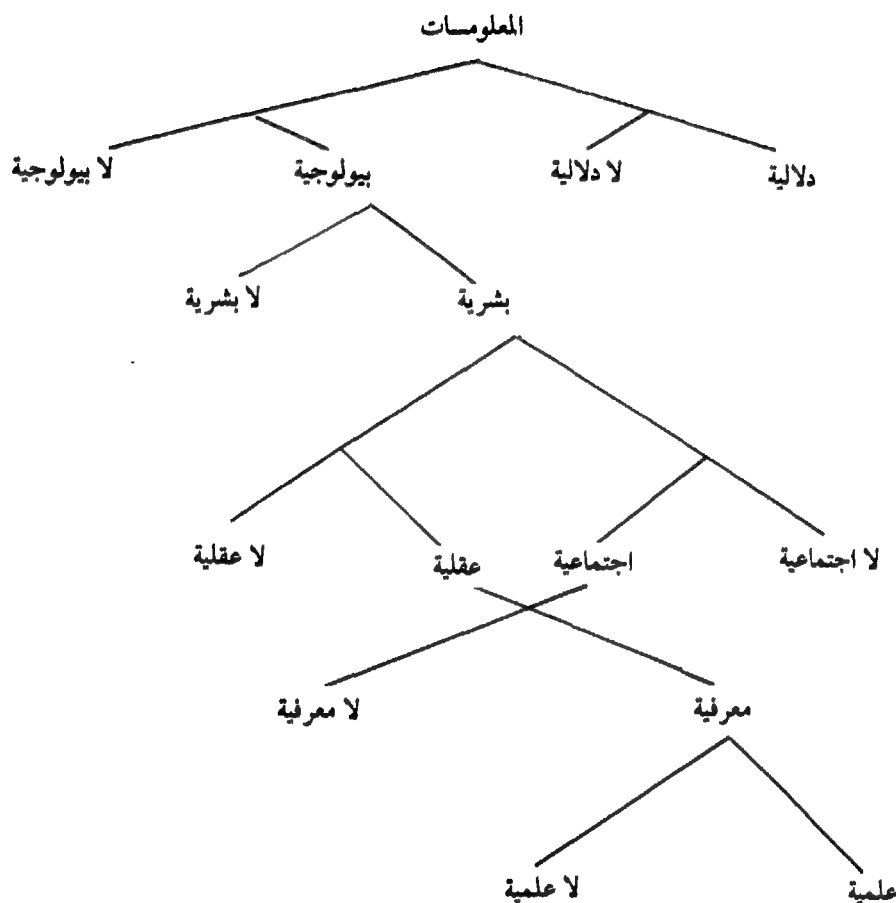 المعلومسات
دلالية لا دلالية بيولوجية لا بيولوجية
بشرية لا بشرية
لا اجتماعية اجتماعية عقلية لا عقلية
معرفية لا معرفية
علمية لا علمية